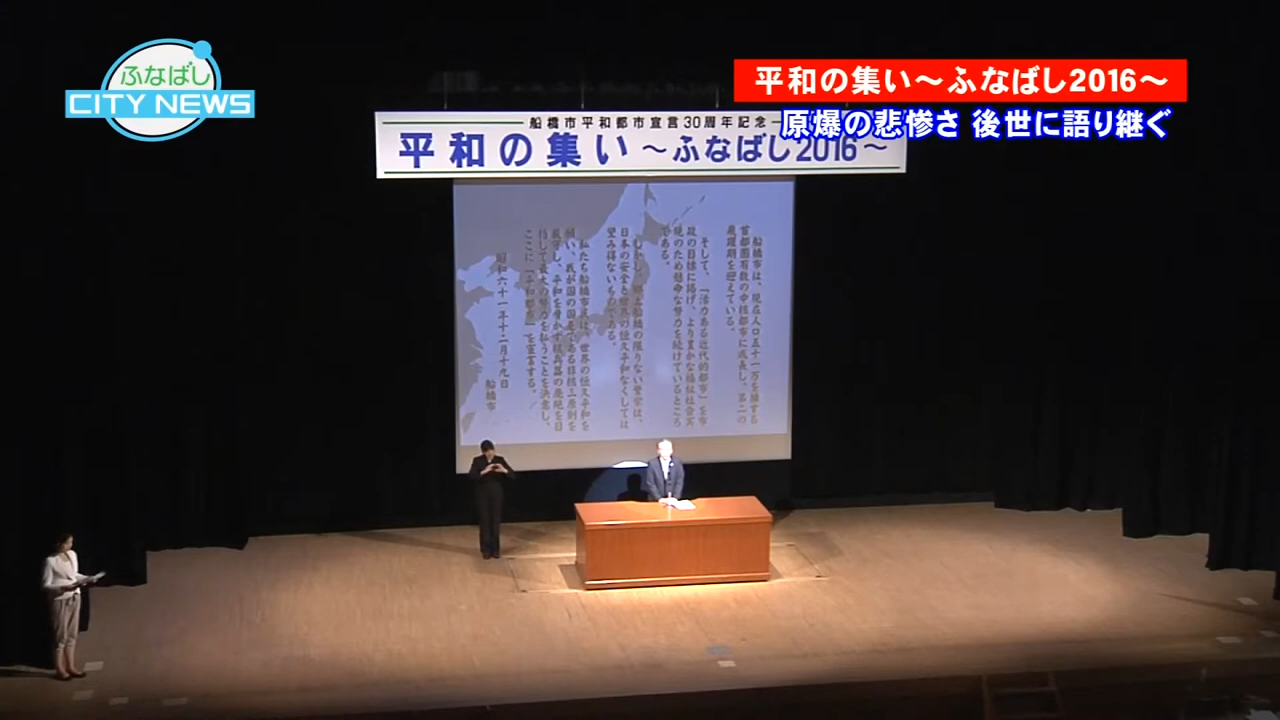 ふなばし
CITY NEWS
平和の集い～ふなばし2016～
原爆の悲惨さ 後世に語り継ぐ
船橋市平和都市宣言30周年記念
平和の集い～ふなばし2016～
船橋市は、現在人口五十一万を擁する
首都圏有数の中核都市に成長し、第二の
飛躍期を迎えている。
そして、「活力ある近代的都市」を市
政の目標に掲げ、より豊かな福祉社会実
現のため懸命な努力を続けているところ
である。
しかし、郷土船橋の限りない繁栄は、
日本の安全と世界の恒久平和なくしては
望み得ないものである。
私たち船橋市民は、世界の恒久平和を
願い、我が国の国是である非核三原則を
堅守し、平和を脅かす核兵器の廃絶を目
指して最大の努力を払うことを決意し、
ここに「平和都市」を宣言する。
昭和六十一年十二月十九日
船橋市